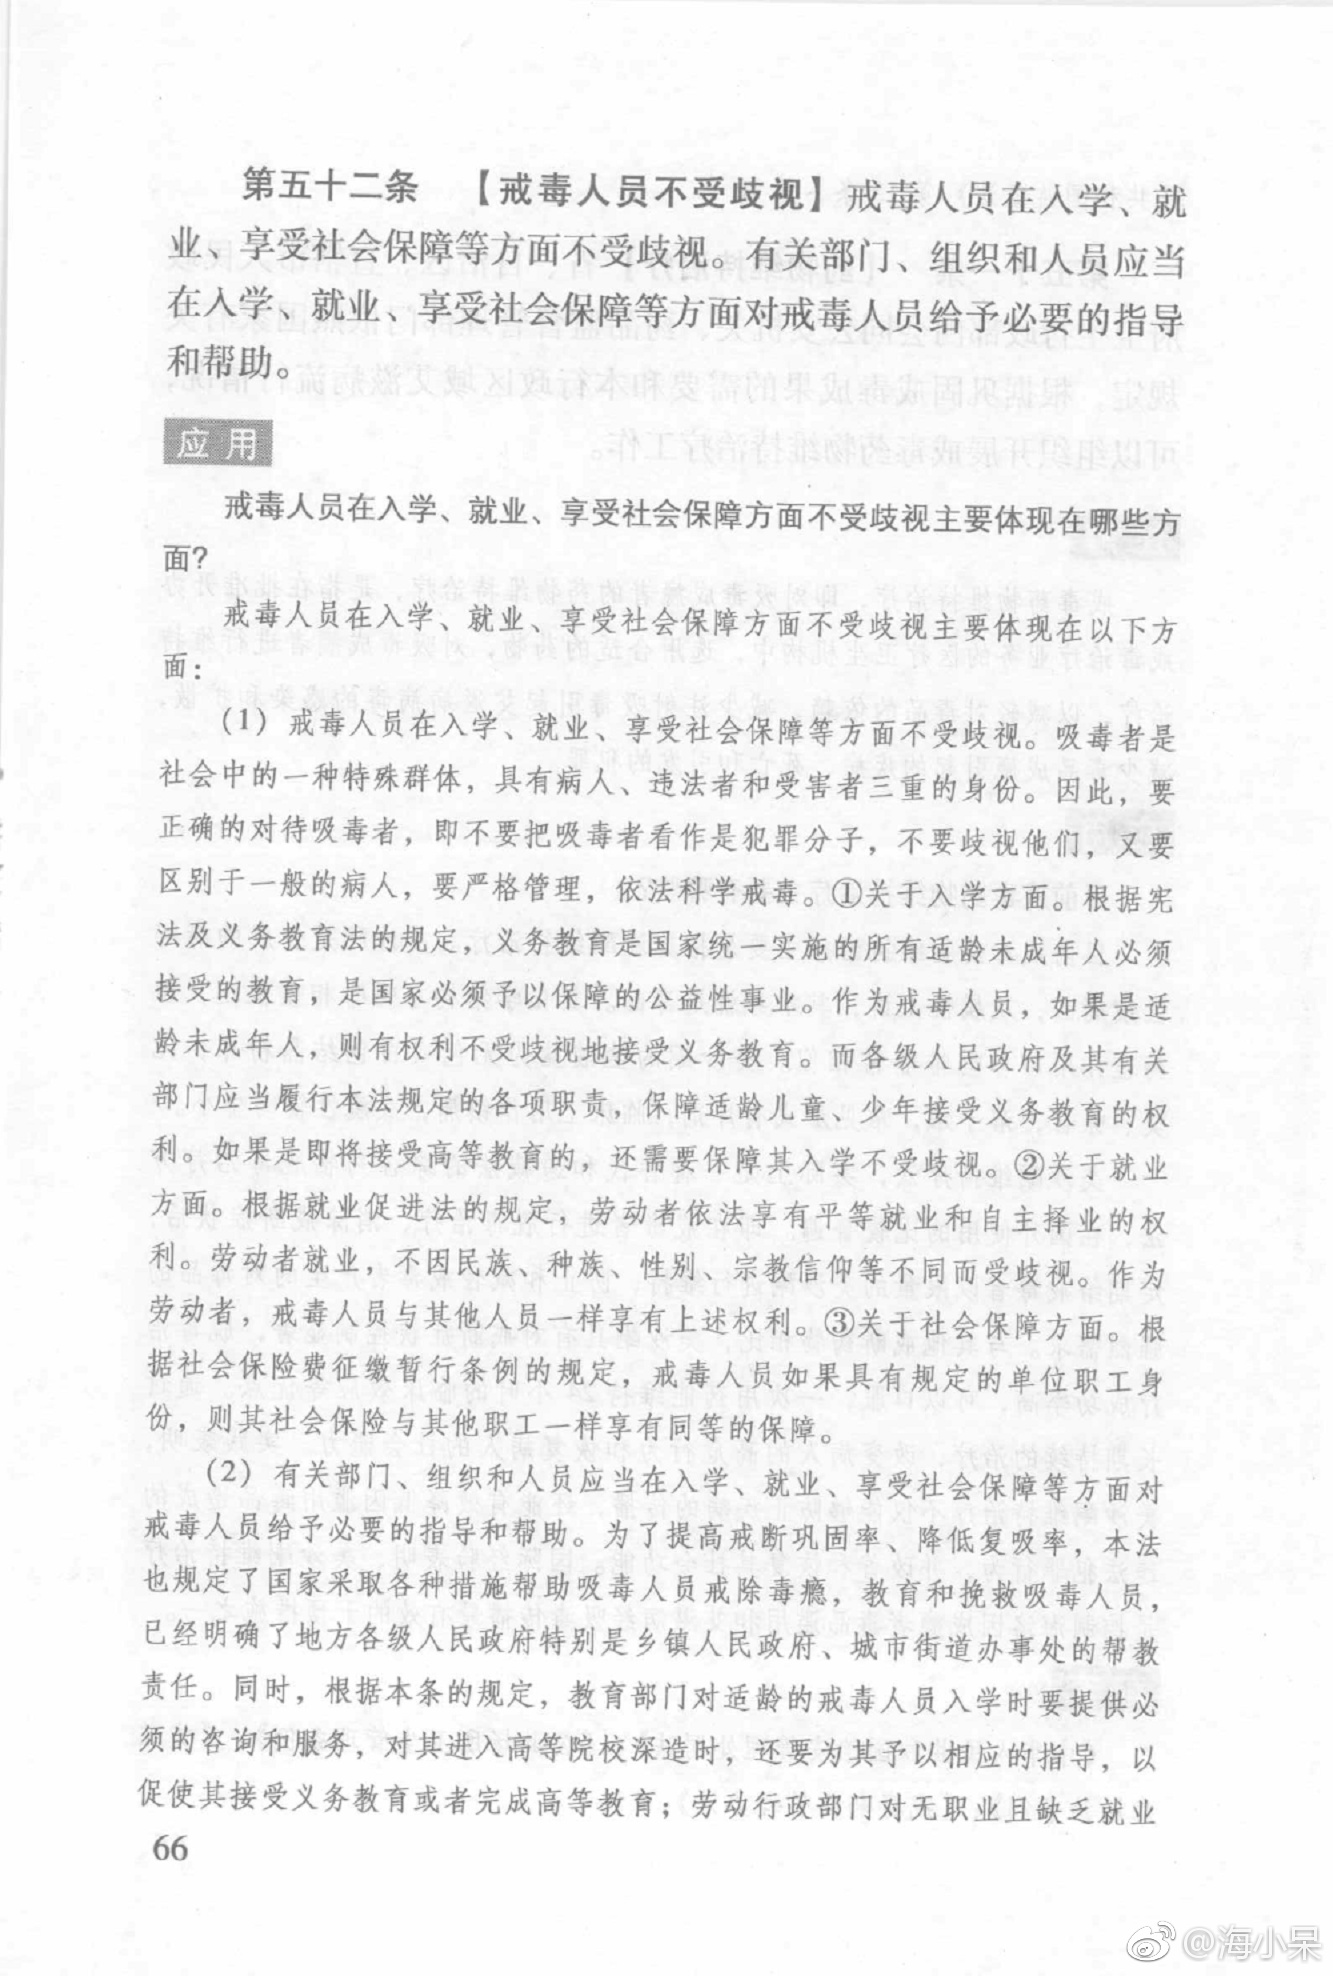 第五十二条 【戒毒人员不受歧视】戒毒人员在入学、就
业、享受社会保障等方面不受歧视。有关部门、组织和人员应当
在入学、就业、享受社会保障等方面对戒毒人员给予必要的指导
和帮助。
应用
戒毒人员在入学、就业、享受社会保障方面不受歧视主要体现在哪些方
面?
戒毒人员在入学、就业、享受社会保障方面不受歧视主要体现在以下方
面：
(1) 戒毒人员在入学、就业、享受社会保障等方面不受歧视。吸毒者是
社会中的一种特殊群体，具有病人、违法者和受害者三重的身份。因此，要
正确的对待吸毒者，即不要把吸毒者看作是犯罪分子，不要歧视他们，又要
区别于一般的病人，要严格管理，依法科学戒毒。①关于入学方面。根据宪
法及义务教育法的规定，义务教育是国家统一实施的所有适龄未成年人必须
接受的教育，是国家必须予以保障的公益性事业。作为戒毒人员，如果是适
龄未成年人，则有权利不受歧视地接受义务教育。而各级人民政府及其有关
部门应当履行本法规定的各项职责，保障适龄儿童、少年接受义务教育的权
利。如果是即将接受高等教育的，还需要保障其入学不受歧视。②关于就业
方面。根据就业促进法的规定，劳动者依法享有平等就业和自主择业的权
利。劳动者就业，不因民族、种族、性别、宗教信仰等不同而受歧视。作为
劳动者，戒毒人员与其他人员一样享有上述权利。③关于社会保障方面。根
据社会保险费征缴暂行条例的规定，戒毒人员如果具有规定的单位职工身
份，则其社会保险与其他职工一样享有同等的保障。
(2) 有关部门、组织和人员应当在入学、就业、享受社会保障等方面对
戒毒人员给予必要的指导和帮助。为了提高戒断巩固率、降低复吸率，本法
也规定了国家采取各种措施帮助吸毒人员戒除毒瘾，教育和挽救吸毒人员，
已经明确了地方各级人民政府特别是乡镇人民政府、城市街道办事处的帮教
责任。同时，根据本条的规定，教育部门对适龄的戒毒人员入学时要提供必
须的咨询和服务，对其进入高等院校深造时，还要为其予以相应的指导，以
促使其接受义务教育或者完成高等教育；劳动行政部门对无职业且缺乏就业
66
@海小呆